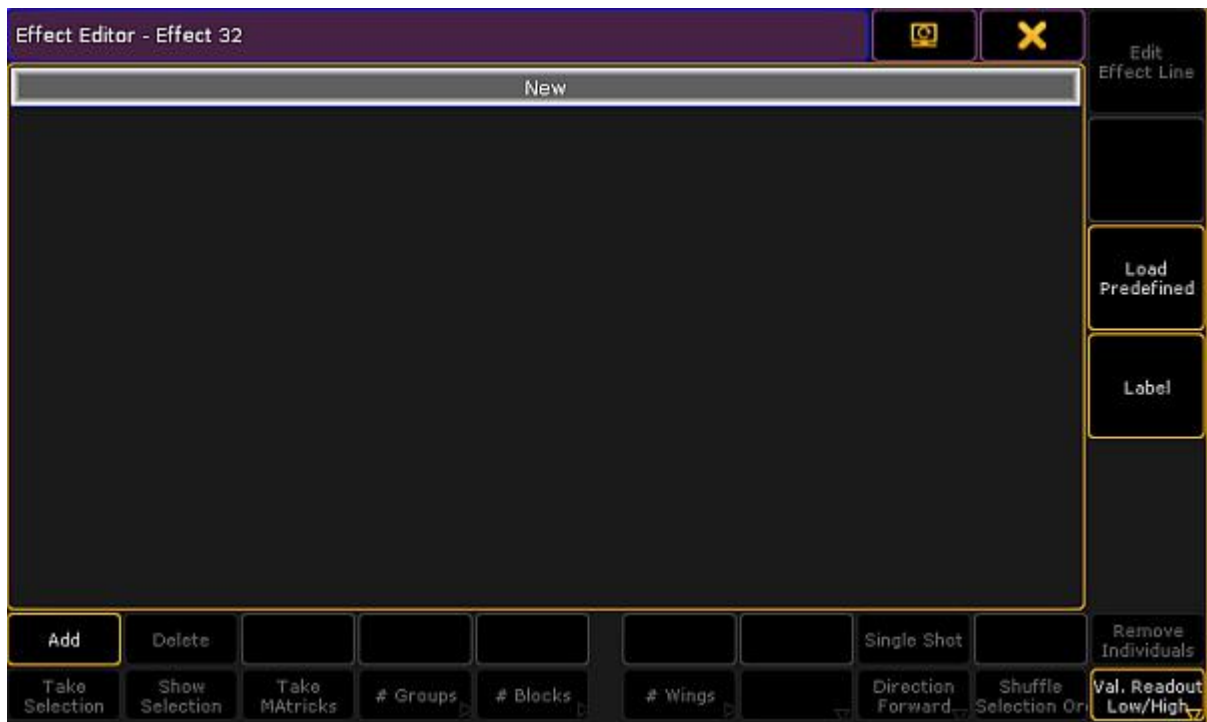 Effect Editor - Effect 32
Edit
Effect Line
New
Load
Predefined
Label
Add
Delete
Single Shot
Remove
Individuals
Take
Selection
Show
Selection
Take
MAtricks
# Groups
# Blocks
# Wings
Direction
Forward
Shuffle
Selection Or
Val. Readout
Low/High